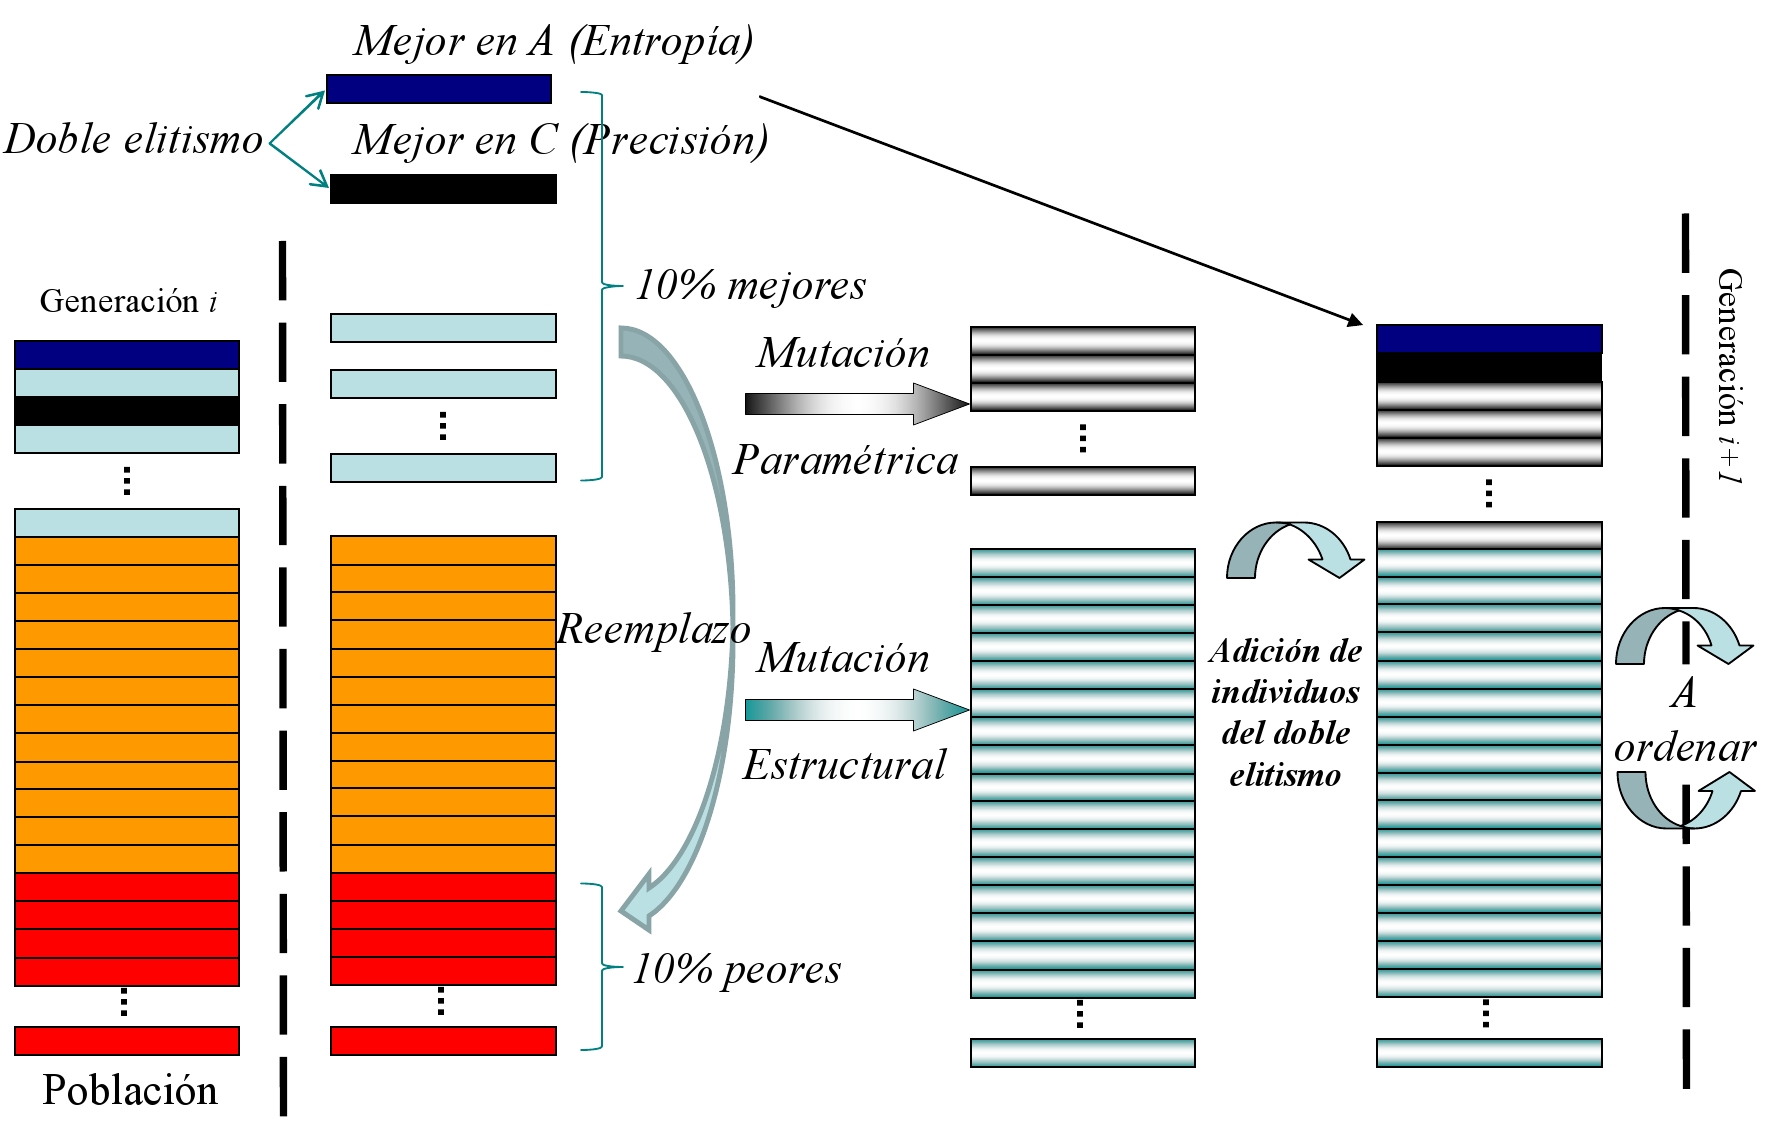 Mejor en A (Entropía)
Doble elitismo
Mejor en C (Precisión)
Generación i
10% mejores
Mutación
Paramétrica
Reemplazo
Mutación
Estructural
Adición de
individuos
del doble
elitismo
10% peores
Población
Generación i+1
A
ordenar